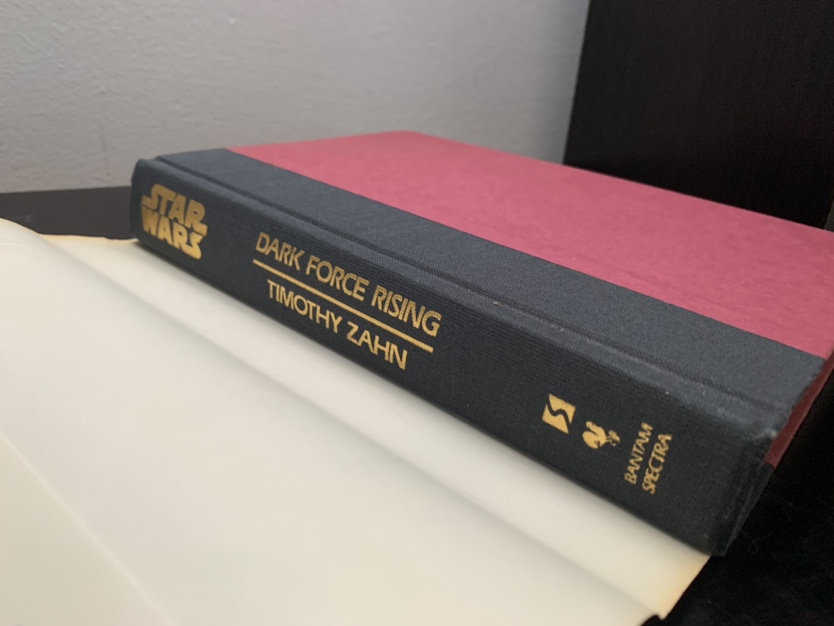 STAR
WARS
DARK FORCE RISING
TIMOTHY ZAHN
BANTAM
SPECTRA